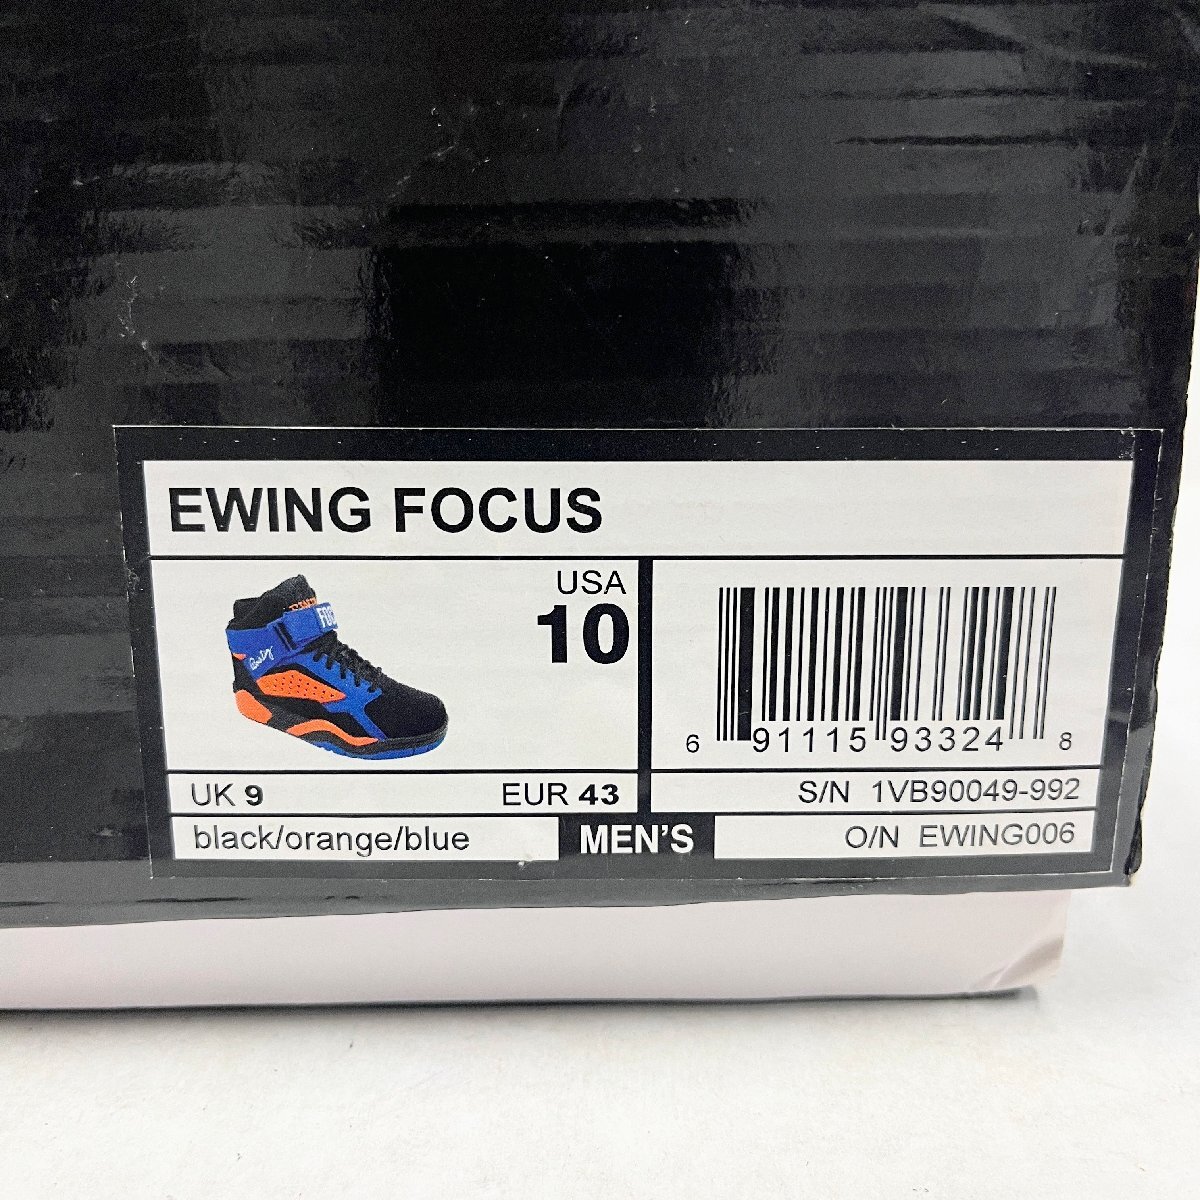 EWING FOCUS
USA
10
UK 9
EUR 43
black/orange/blue
MEN'S
6 91115 93324 8
S/N 1VB90049-992
O/N EWING006